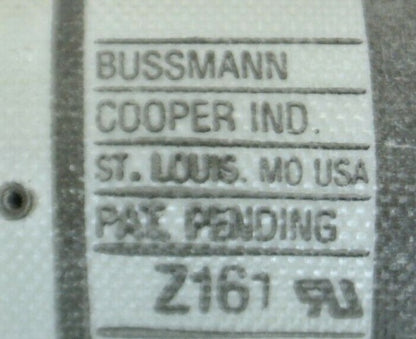 BUSSMANN
COOPER IND.
ST. LOUIS. MO USA
PAT. PENDING
Z161